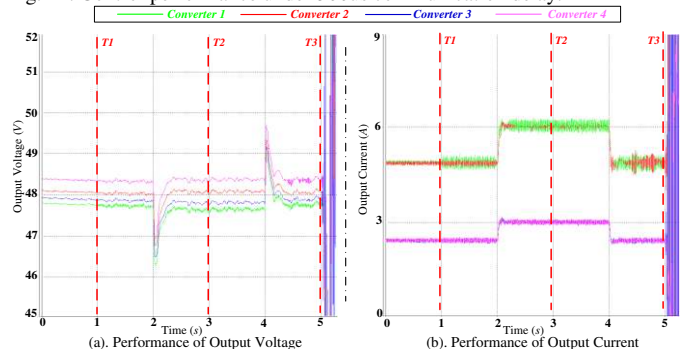 Converter 1 Converter 2 Converter 3 Converter 4
52
51
50
49
48
47
46
45
Output Voltage (V)
T1 T2 T3
0 1 2 3 4 5
Time (s)
(a). Performance of Output Voltage
9
6
3
0
Output Current (A)
T1 T2 T3
0 1 2 3 4 5
Time (s)
(b). Performance of Output Current